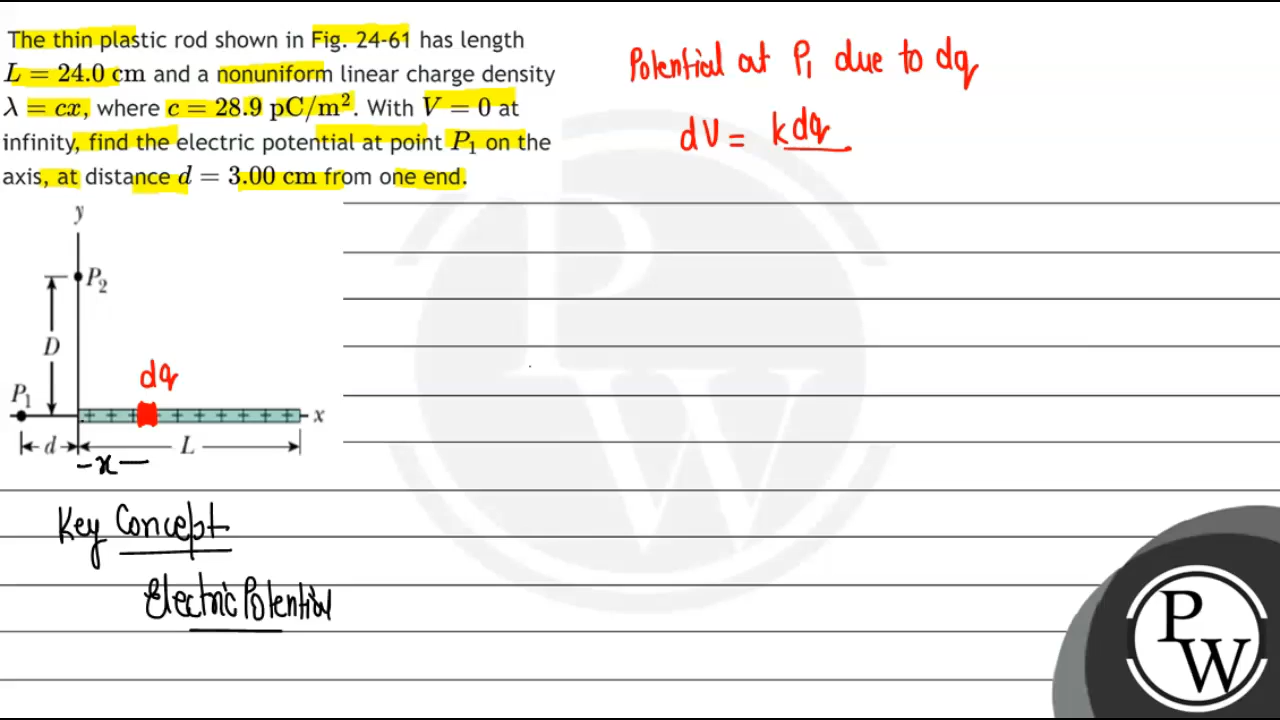 The thin plastic rod shown in Fig. 24-61 has length
L = 24.0 cm and a nonuniform linear charge density
λ = cx, where c = 28.9 pC/m². With V = 0 at
infinity, find the electric potential at point P₁ on the
axis, at distance d = 3.00 cm from one end.
Potential at P₁ due to dq
dV = kdq
y
P₂
D
dq
P₁
x
d
L
x
Key Concept
Electric Potential
P
W
P
W